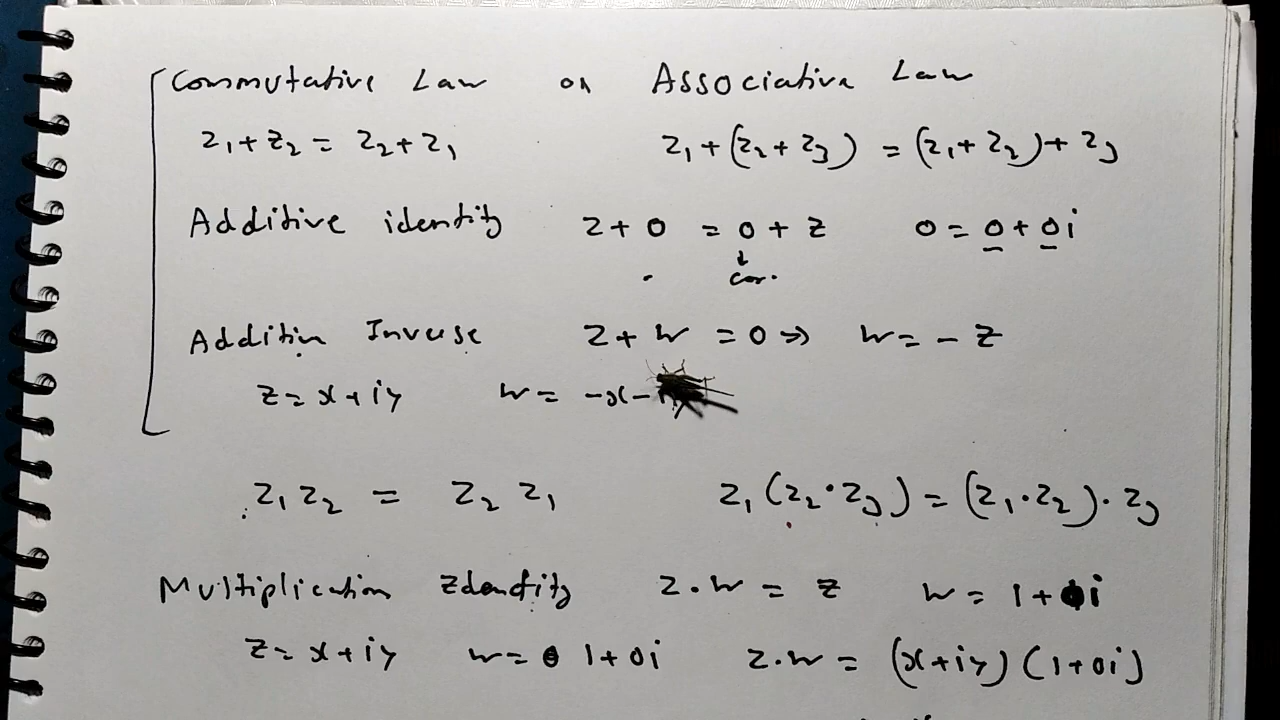 Commutative Law or Associative Law
z₁+z₂ = z₂+z₁ z₁+(z₂+z₃) = (z₁+z₂)+z₃
Additive identity z+0 = 0+z 0=0+0i
↓
Additin Inverse z+w =0⇒ w=-z
z=x+iy w= -x-
z₁z₂ = z₂z₁ z₁(z₂·z₃)=(z₁·z₂)·z₃
Multiplication Identity z.w = z w= 1+0i
z=x+iy w= 1+0i z.w= (x+iy)(1+0i)